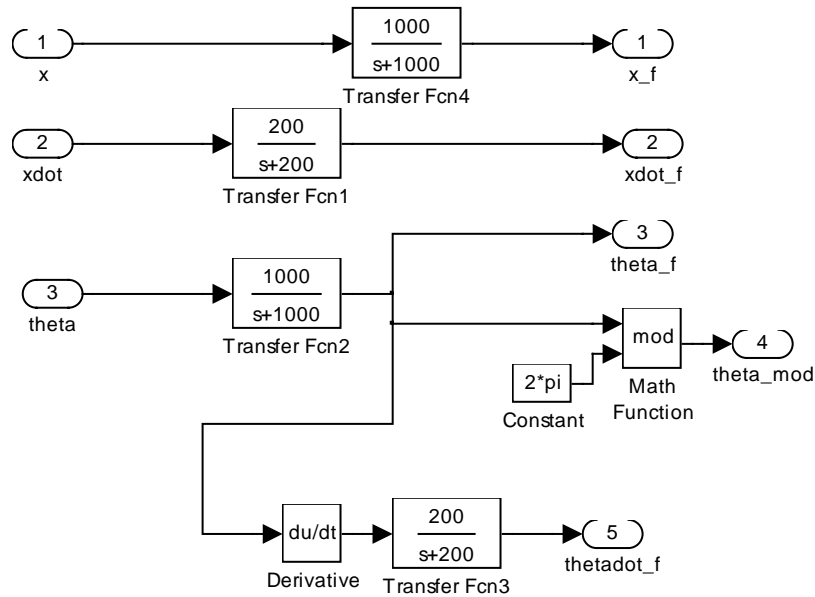 1
x
1000
s+1000
Transfer Fcn4
1
x_f
2
xdot
200
s+200
Transfer Fcn1
2
xdot_f
3
theta_f
3
theta
1000
s+1000
Transfer Fcn2
mod
Math
Function
4
theta_mod
2*pi
Constant
du/dt
Derivative
200
s+200
Transfer Fcn3
5
thetadot_f